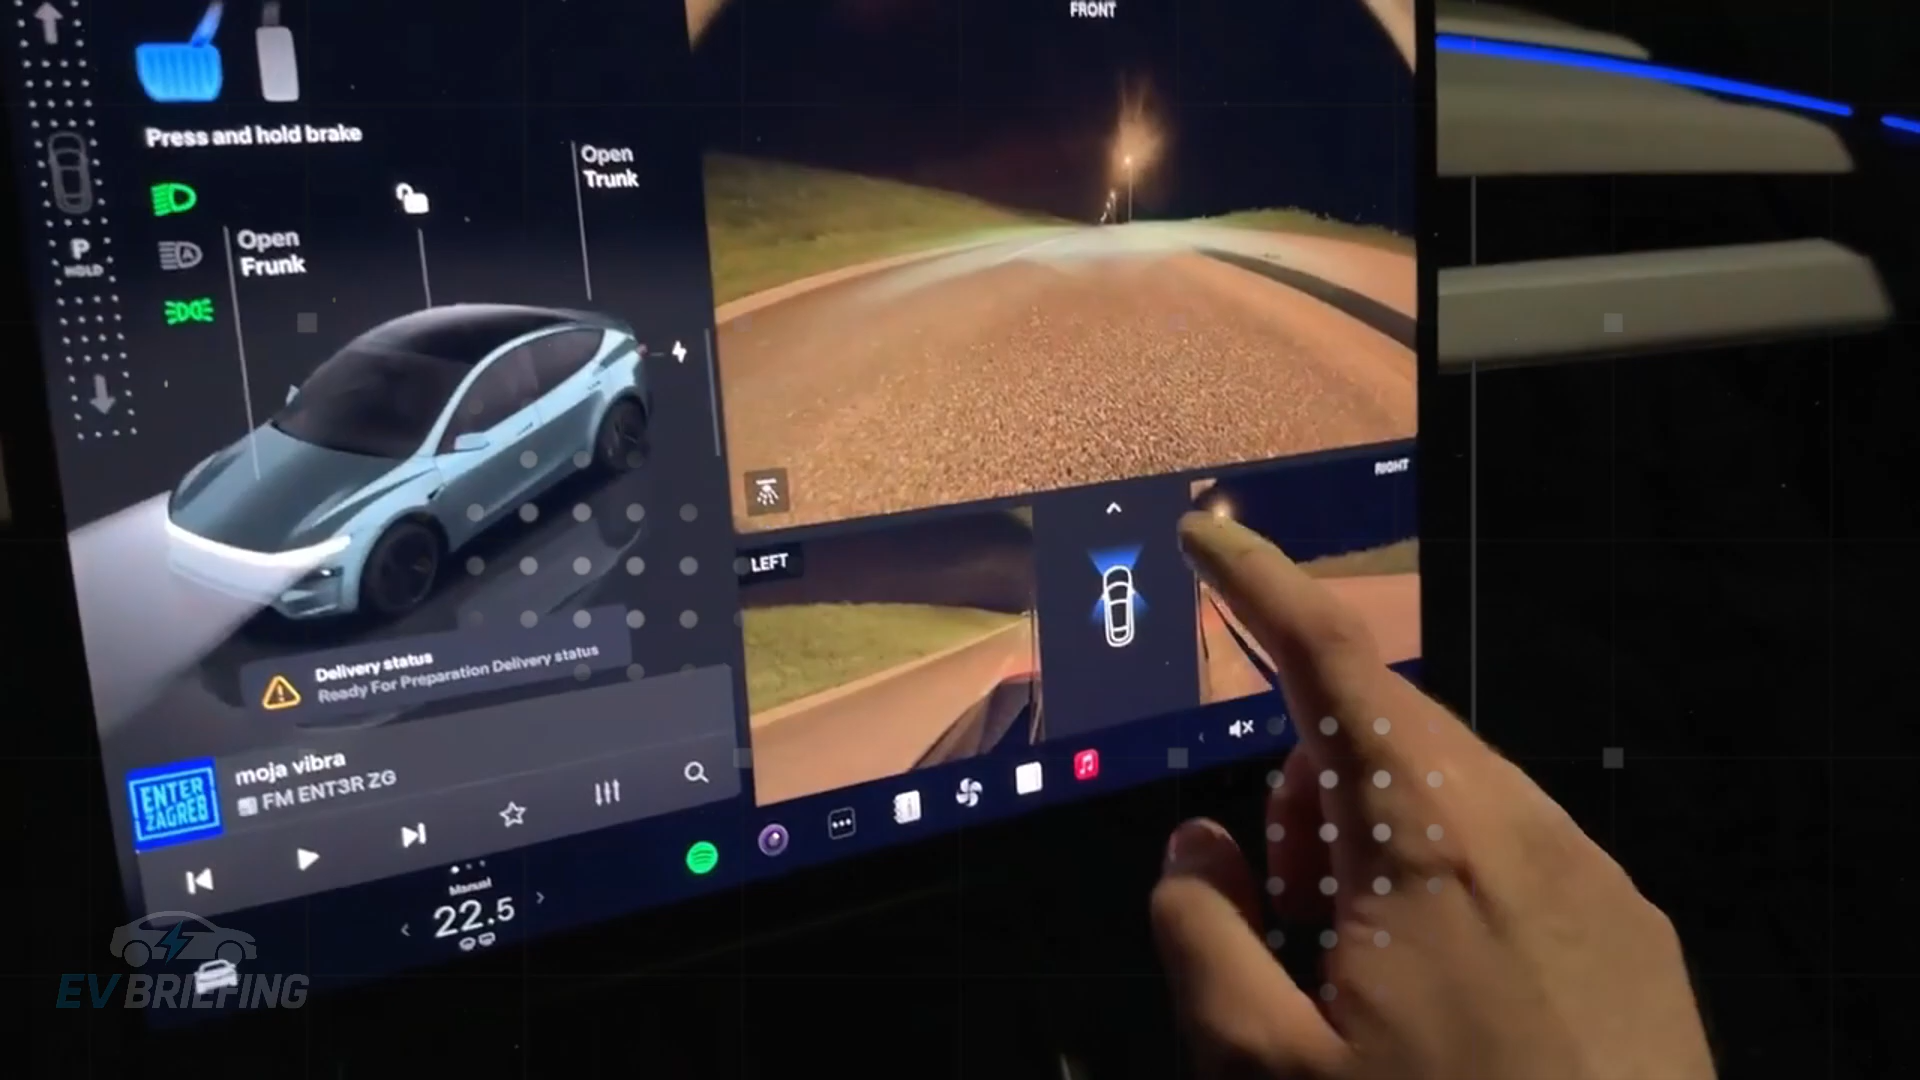 FRONT
Press and hold brake
Open
Trunk
Open
Frunk
P
HOLD
RIGHT
LEFT
Delivery status
Ready For Preparation Delivery status
ENTER
ZAGREB
moja vibra
FM ENT3R ZG
Manual
22.5
EV BRIEFING